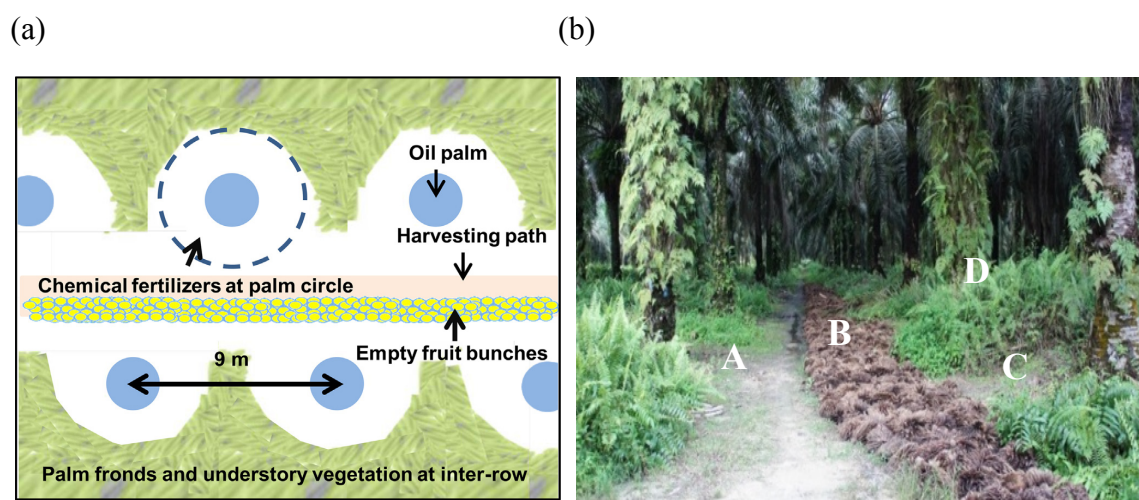 (a)
(b)
Oil palm
Harvesting path
Chemical fertilizers at palm circle
Empty fruit bunches
9 m
Palm fronds and understory vegetation at inter-row
D
B
A
C